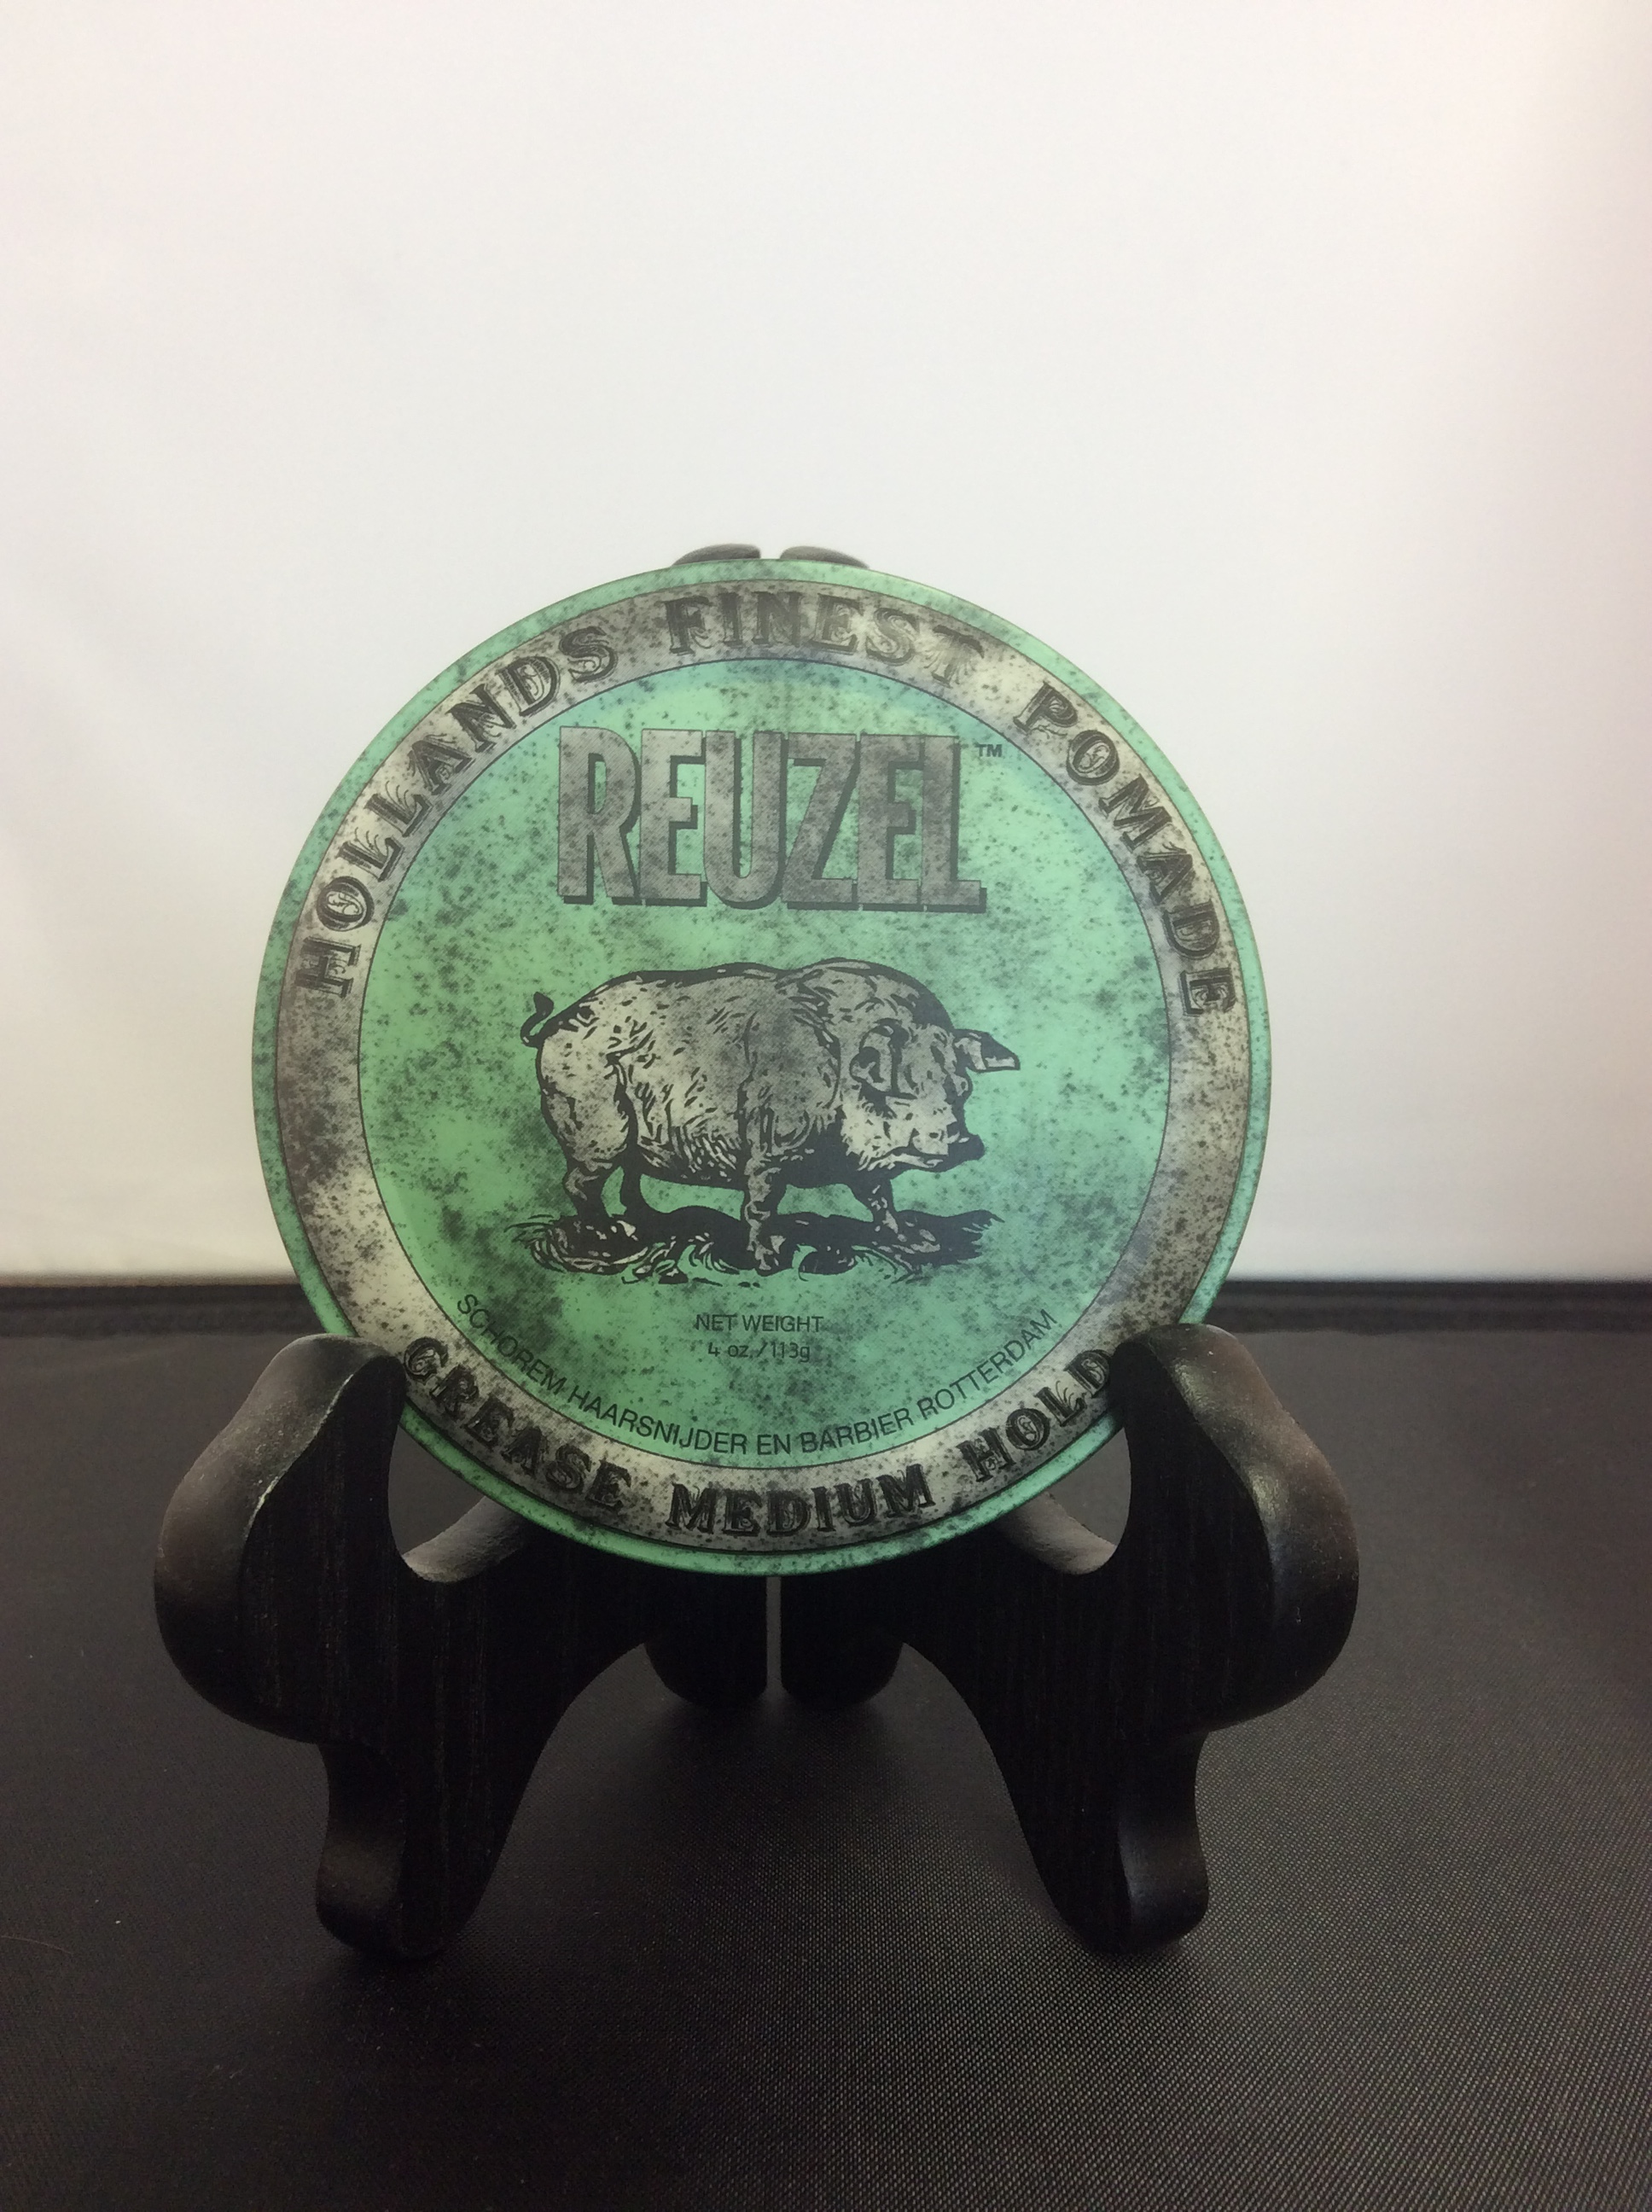 HOLLANDS FINEST POMADE
REUZEL™
NET WEIGHT
4 oz./113g
SCHOREM HAARSNIJDER EN BARBIER ROTTERDAM
GREASE MEDIUM HOLD